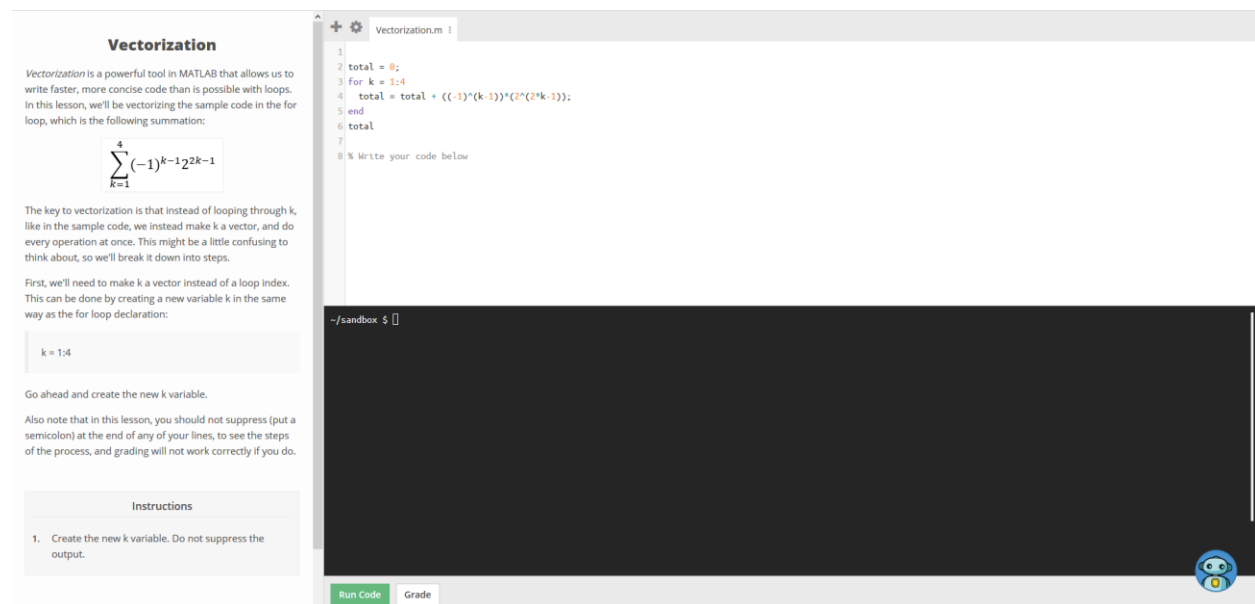 Vectorization
Vectorization is a powerful tool in MATLAB that allows us to
write faster, more concise code than is possible with loops.
In this lesson, we'll be vectorizing the sample code in the for
loop, which is the following summation:
4
∑(−1)^{k−1}2^{2k−1}
k=1
The key to vectorization is that instead of looping through k,
like in the sample code, we instead make k a vector, and do
every operation at once. This might be a little confusing to
think about, so we'll break it down into steps.
First, we'll need to make k a vector instead of a loop index.
This can be done by creating a new variable k in the same
way as the for loop declaration:
k = 1:4
Go ahead and create the new k variable.
Also note that in this lesson, you should not suppress (put a
semicolon) at the end of any of your lines, to see the steps
of the process, and grading will not work correctly if you do.
Instructions
1. Create the new k variable. Do not suppress the
output.
Vectorization.m
1
2 total = 0;
3 for k = 1:4
4 total = total + ((-1)^(k-1))*(2^(2*k-1));
5 end
6 total
7
8 % Write your code below
~/sandbox $
Run Code
Grade